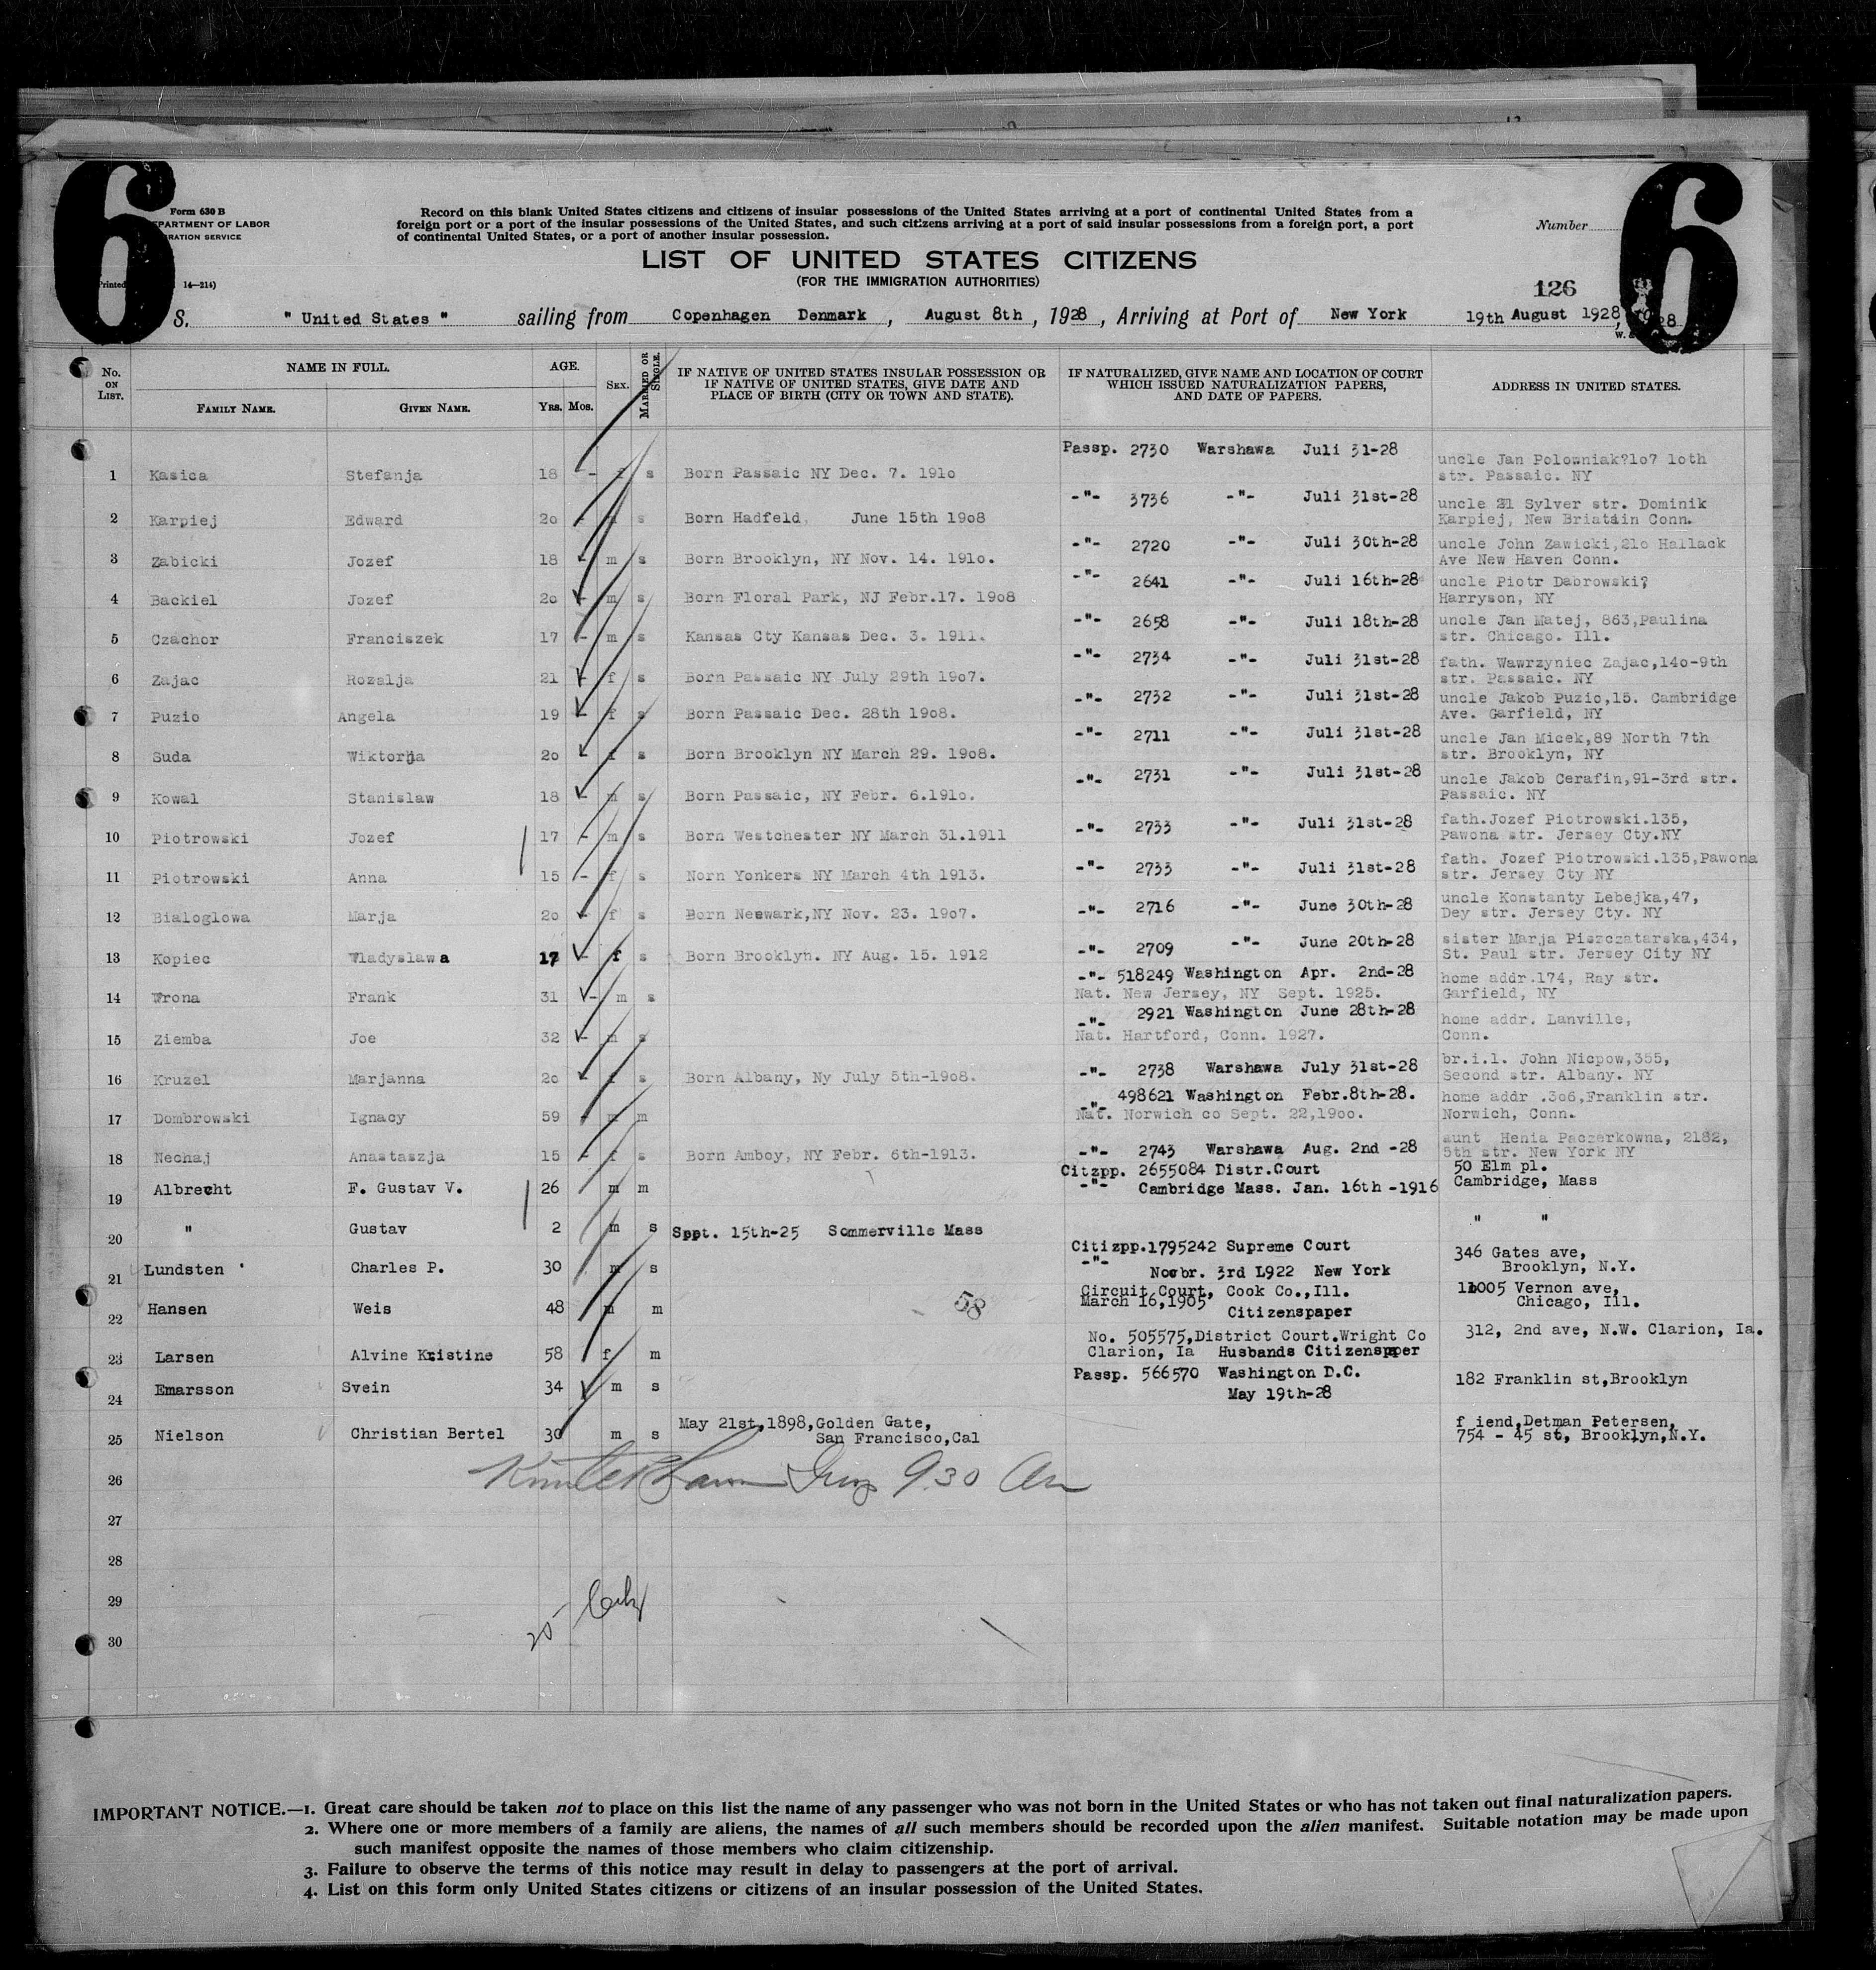 6
6
Form 630 B
EPARTMENT OF LABOR
RATION SERVICE
Record on this blank United States citizens and citizens of insular possessions of the United States arriving at a port of continental United States from a
foreign port or a port of the insular possessions of the United States, and such citizens arriving at a port of said insular possessions from a foreign port, a port
of continental United States, or a port of another insular possession.
Number
LIST OF UNITED STATES CITIZENS
(FOR THE IMMIGRATION AUTHORITIES)
Printed 14—214)
126
S. " United States " sailing from Copenhagen Denmark , August 8th , 1928 , Arriving at Port of New York 19th August 1928
No. ON LIST.
NAME IN FULL.
FAMILY NAME. GIVEN NAME.
AGE.
YRS. MOS.
SEX.
MARRIED OR SINGLE.
IF NATIVE OF UNITED STATES INSULAR POSSESSION OR
IF NATIVE OF UNITED STATES, GIVE DATE AND
PLACE OF BIRTH (CITY OR TOWN AND STATE).
IF NATURALIZED, GIVE NAME AND LOCATION OF COURT
WHICH ISSUED NATURALIZATION PAPERS,
AND DATE OF PAPERS.
ADDRESS IN UNITED STATES.
Passp. 2730 Warshawa Juli 31-28
uncle Jan Polowniak?1o7 1oth
1 Kasica Stefanja 18 - f s Born Passaic NY Dec. 7. 191o str. Passaic. NY
-"- 3736 -"- Juli 31st-28 uncle 21 Sylver str. Dominik
2 Karpiej Edward 2o - m s Born Hadfeld, June 15th 19o8 Karpiej, New Briatain Conn.
-"- 2720 -"- Juli 30th-28 uncle John Zawicki,21o Hallack
3 Zabicki Jozef 18 - m s Born Brooklyn, NY Nov. 14. 191o. Ave New Haven Conn.
-"- 2641 -"- Juli 16th-28 uncle Piotr Dabrowski?
4 Backiel Jozef 2o - m s Born Floral Park, NJ Febr.17. 19o8 Harryson, NY
-"- 2658 -"- Juli 18th-28 uncle Jan Matej, 863,Paulina
5 Czachor Franciszek 17 - m s Kansas Cty Kansas Dec. 3. 1911. str. Chicago. Ill.
-"- 2734 -"- Juli 31st-28 fath. Wawrzyniec Zajac,14o-9th
6 Zajac Rozalja 21 - f s Born Passaic NY July 29th 19o7. str. Passaic. NY
-"- 2732 -"- Juli 31st-28 uncle Jakob Puzio,15. Cambridge
7 Puzio Angela 19 - f s Born Passaic Dec. 28th 19o8. Ave. Garfield, NY
-"- 2711 -"- Juli 31st-28 uncle Jan Micek,89 North 7th
8 Suda Wiktorja 2o - f s Born Brooklyn NY March 29. 19o8. str. Brooklyn, NY
-"- 2731 -"- Juli 31st-28 uncle Jakob Cerafin,91-3rd str.
9 Kowal Stanislaw 18 - m s Born Passaic, NY Febr. 6.191o. Passaic. NY
-"- 2733 -"- Juli 31st-28 fath.Jozef Piotrowski.135,
10 Piotrowski Jozef 17 - m s Born Westchester NY March 31.1911 Pawona str. Jersey Cty.NY
-"- 2733 -"- Juli 31st-28 fath. Jozef Piotrowski.135,Pawona
11 Piotrowski Anna 15 - f s Norn Yonkers NY March 4th 1913. str. Jersey Cty NY
-"- 2716 -"- June 30th-28 uncle Konstanty Lebejka,47,
12 Bialoglowa Marja 2o - f s Born Neewark,NY Nov. 23. 19o7. Dey str. Jersey Cty. NY
-"- 2709 -"- June 20th-28 sister Marja Piszczatarska,434,
13 Kopiec Wladyslawa 17 - f s Born Brooklyn. NY Aug. 15. 1912 St. Paul str. Jersey City NY
-"- 518249 Washington Apr. 2nd-28 home addr.174, Ray str.
14 Wrona Frank 31 - m s Nat. New Jersey, NY Sept. 1925. Garfield, NY
-"- 2921 Washington June 28th-28 home addr. Lanville,
15 Ziemba Joe 32 - m s Nat. Hartford, Conn. 1927. Conn.
br.i.l. John Nicpow,355,
16 Kruzel Marjanna 2o - f s Born Albany, Ny July 5th-19o8. -"- 2738 Warshawa July 31st-28 Second str. Albany. NY
-"- 498621 Washington Febr.8th-28. home addr .3o6,Franklin str.
17 Dombrowski Ignacy 59 - m m Nat. Norwich co Sept. 22,19oo. Norwich, Conn.
-"- 2743 Warshawa Aug. 2nd -28 aunt Henia Paczerkowna, 2182,
18 Nechaj Anastaszja 15 - f s Born Amboy, NY Febr. 6th-1913. 5th str. New York NY
Citzpp. 2655084 Distr.Court 50 Elm pl.
19 Albrecht F. Gustav V. 26 m m -"- Cambridge Mass. Jan. 16th -1916 Cambridge, Mass
20 " Gustav 2 m s Sppt. 15th-25 Sommerville Mass " "
Citizpp.1795242 Supreme Court 346 Gates ave,
21 Lundsten Charles P. 30 m s -"- Novbr. 3rd L922 New York Brooklyn, N.Y.
Circuit Court, Cook Co.,Ill. 11005 Vernon ave,
22 Hansen Weis 48 m m 58 March 16,1905 Citizenspaper Chicago, Ill.
No. 505575,District Court.Wright Co 312, 2nd ave, N.W. Clarion, Ia.
23 Larsen Alvine Kristine 58 f m Clarion, Ia Husbands Citizenspaper
Passp. 566570 Washington D.C.
24 Emarsson Svein 34 m s May 19th-28 182 Franklin st,Brooklyn
May 21st,1898,Golden Gate, f iend,Detman Petersen,
25 Nielson Christian Bertel 30 m s San Francisco,Cal 754 - 45 st, Brooklyn,N.Y.
9.30
26
27
28
29
30
IMPORTANT NOTICE.—1. Great care should be taken not to place on this list the name of any passenger who was not born in the United States or who has not taken out final naturalization papers.
2. Where one or more members of a family are aliens, the names of all such members should be recorded upon the alien manifest. Suitable notation may be made upon
such manifest opposite the names of those members who claim citizenship.
3. Failure to observe the terms of this notice may result in delay to passengers at the port of arrival.
4. List on this form only United States citizens or citizens of an insular possession of the United States.